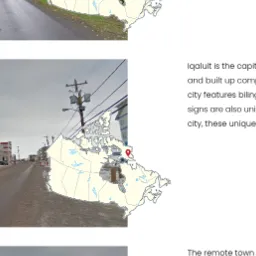 Iqaluit is the capit
and built up comp
city features biling
signs are also uni
city, these unique
The remote town